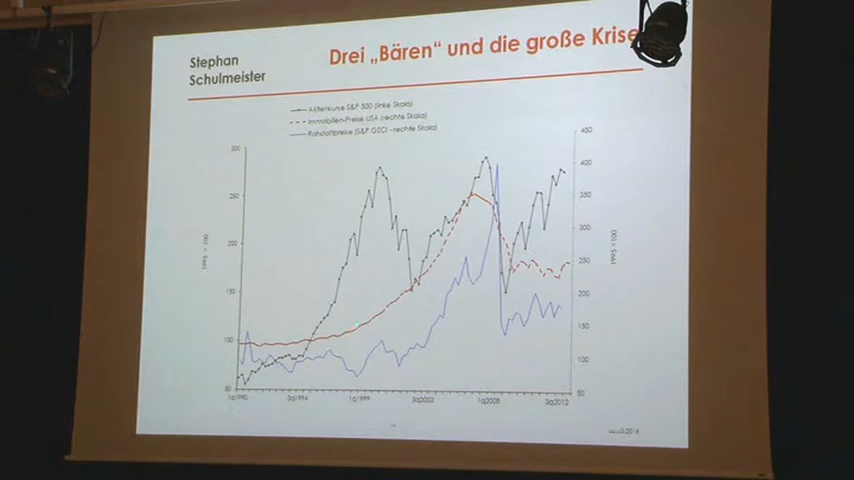 Stephan
Schulmeister
Drei „Bären“ und die große Krise
Aktienkurse S&P 500 (linke Skala)
Immobilien-Preise USA (rechte Skala)
Rohstoffpreise (S&P GSCI - rechte Skala)
300
250
200
150
100
50
1995 = 100
450
400
350
300
250
200
150
100
50
1995 = 100
1q1990
3q1994
1q1999
3q2003
1q2008
3q2012